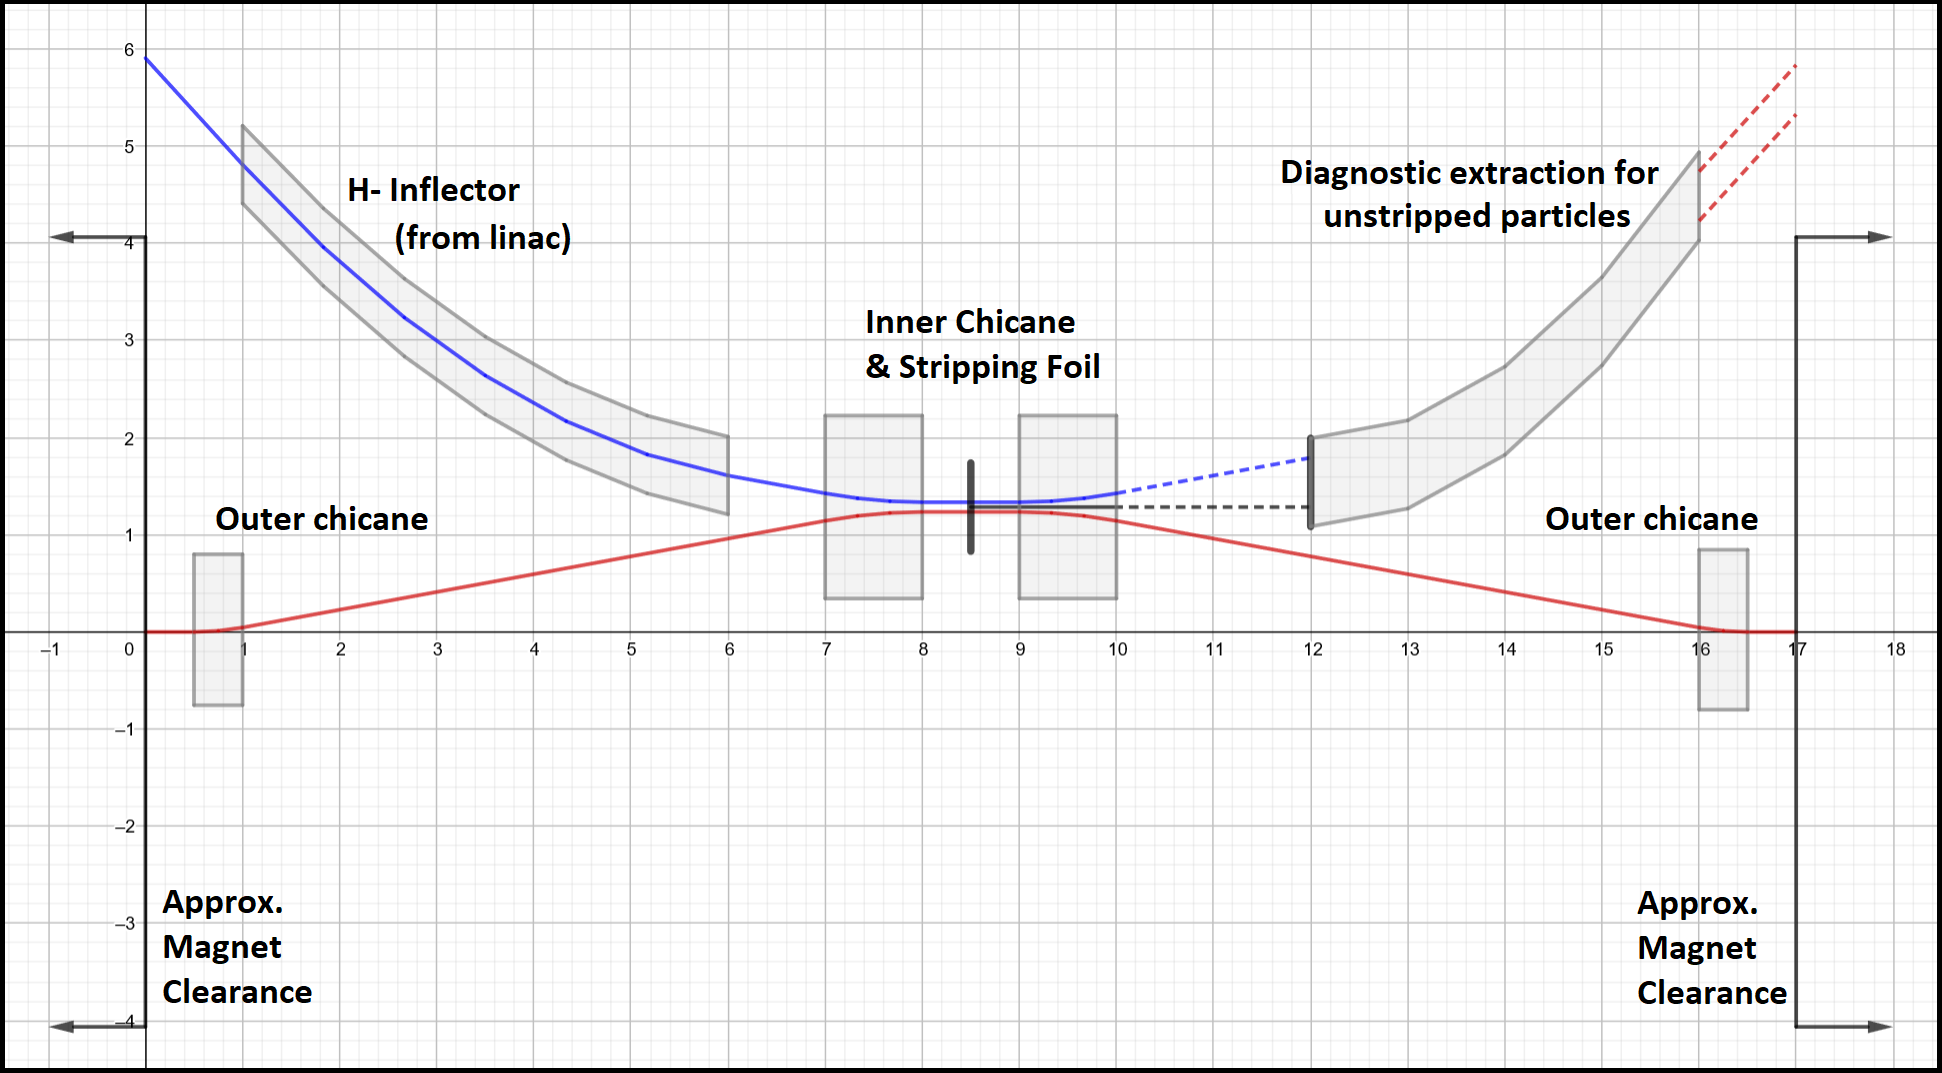 6
5
4
3
2
1
–1
–2
–3
–4
–1 0 1 2 3 4 5 6 7 8 9 10 11 12 13 14 15 16 17 18
H- Inflector
(from linac)
Diagnostic extraction for
unstripped particles
Inner Chicane
& Stripping Foil
Outer chicane
Outer chicane
Approx.
Magnet
Clearance
Approx.
Magnet
Clearance